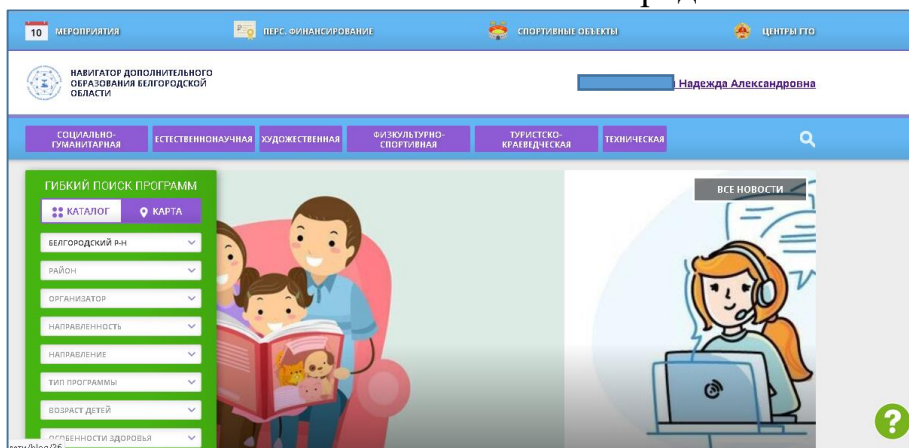 10 МЕРОПРИЯТИЯ ПЕРС. ФИНАНСИРОВАНИЕ СПОРТИВНЫЕ ОБЪЕКТЫ ЦЕНТРЫ ГТО
НАВИГАТОР ДОПОЛНИТЕЛЬНОГО
ОБРАЗОВАНИЯ БЕЛГОРОДСКОЙ
ОБЛАСТИ
Надежда Александровна
СОЦИАЛЬНО-
ГУМАНИТАРНАЯ
ЕСТЕСТВЕННОНАУЧНАЯ
ХУДОЖЕСТВЕННАЯ
ФИЗКУЛЬТУРНО-
СПОРТИВНАЯ
ТУРИСТСКО-
КРАЕВЕДЧЕСКАЯ
ТЕХНИЧЕСКАЯ
ГИБКИЙ ПОИСК ПРОГРАММ
КАТАЛОГ КАРТА
БЕЛГОРОДСКИЙ Р-Н
РАЙОН
ОРГАНИЗАТОР
НАПРАВЛЕННОСТЬ
НАПРАВЛЕНИЕ
ТИП ПРОГРАММЫ
ВОЗРАСТ ДЕТЕЙ
ОСОБЕННОСТИ ЗДОРОВЬЯ
ВСЕ НОВОСТИ
?